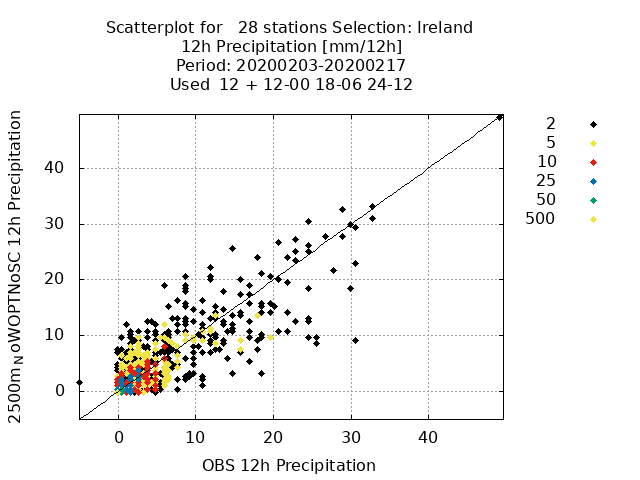 Scatterplot for   28 stations Selection: Ireland
12h Precipitation [mm/12h]
Period: 20200203-20200217
Used  12 + 12-00 18-06 24-12
2
5
10
25
50
500
2500m_NoWOPTNoSC 12h Precipitation
40
30
20
10
0
0 10 20 30 40
OBS 12h Precipitation